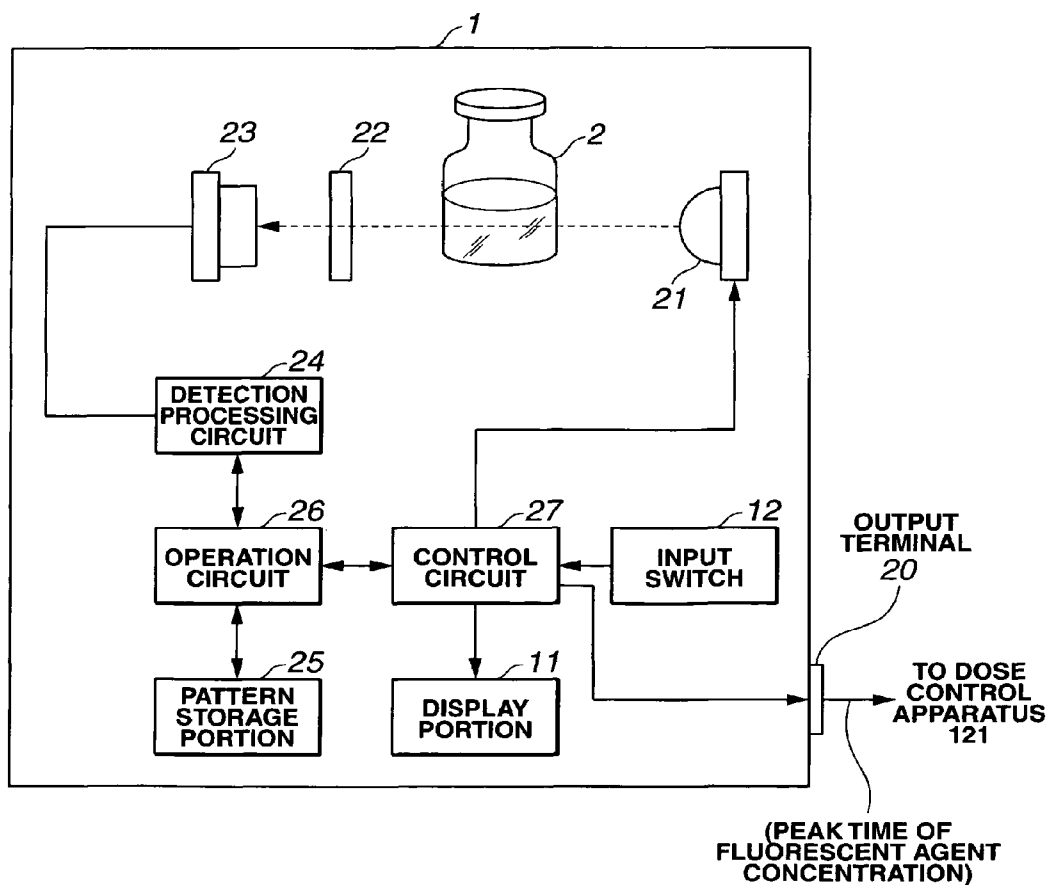 1
23
22
2
21
24
DETECTION
PROCESSING
CIRCUIT
26
OPERATION
CIRCUIT
27
CONTROL
CIRCUIT
12
INPUT
SWITCH
OUTPUT
TERMINAL
20
25
PATTERN
STORAGE
PORTION
11
DISPLAY
PORTION
TO DOSE
CONTROL
APPARATUS
121
(PEAK TIME OF
FLUORESCENT AGENT
CONCENTRATION)